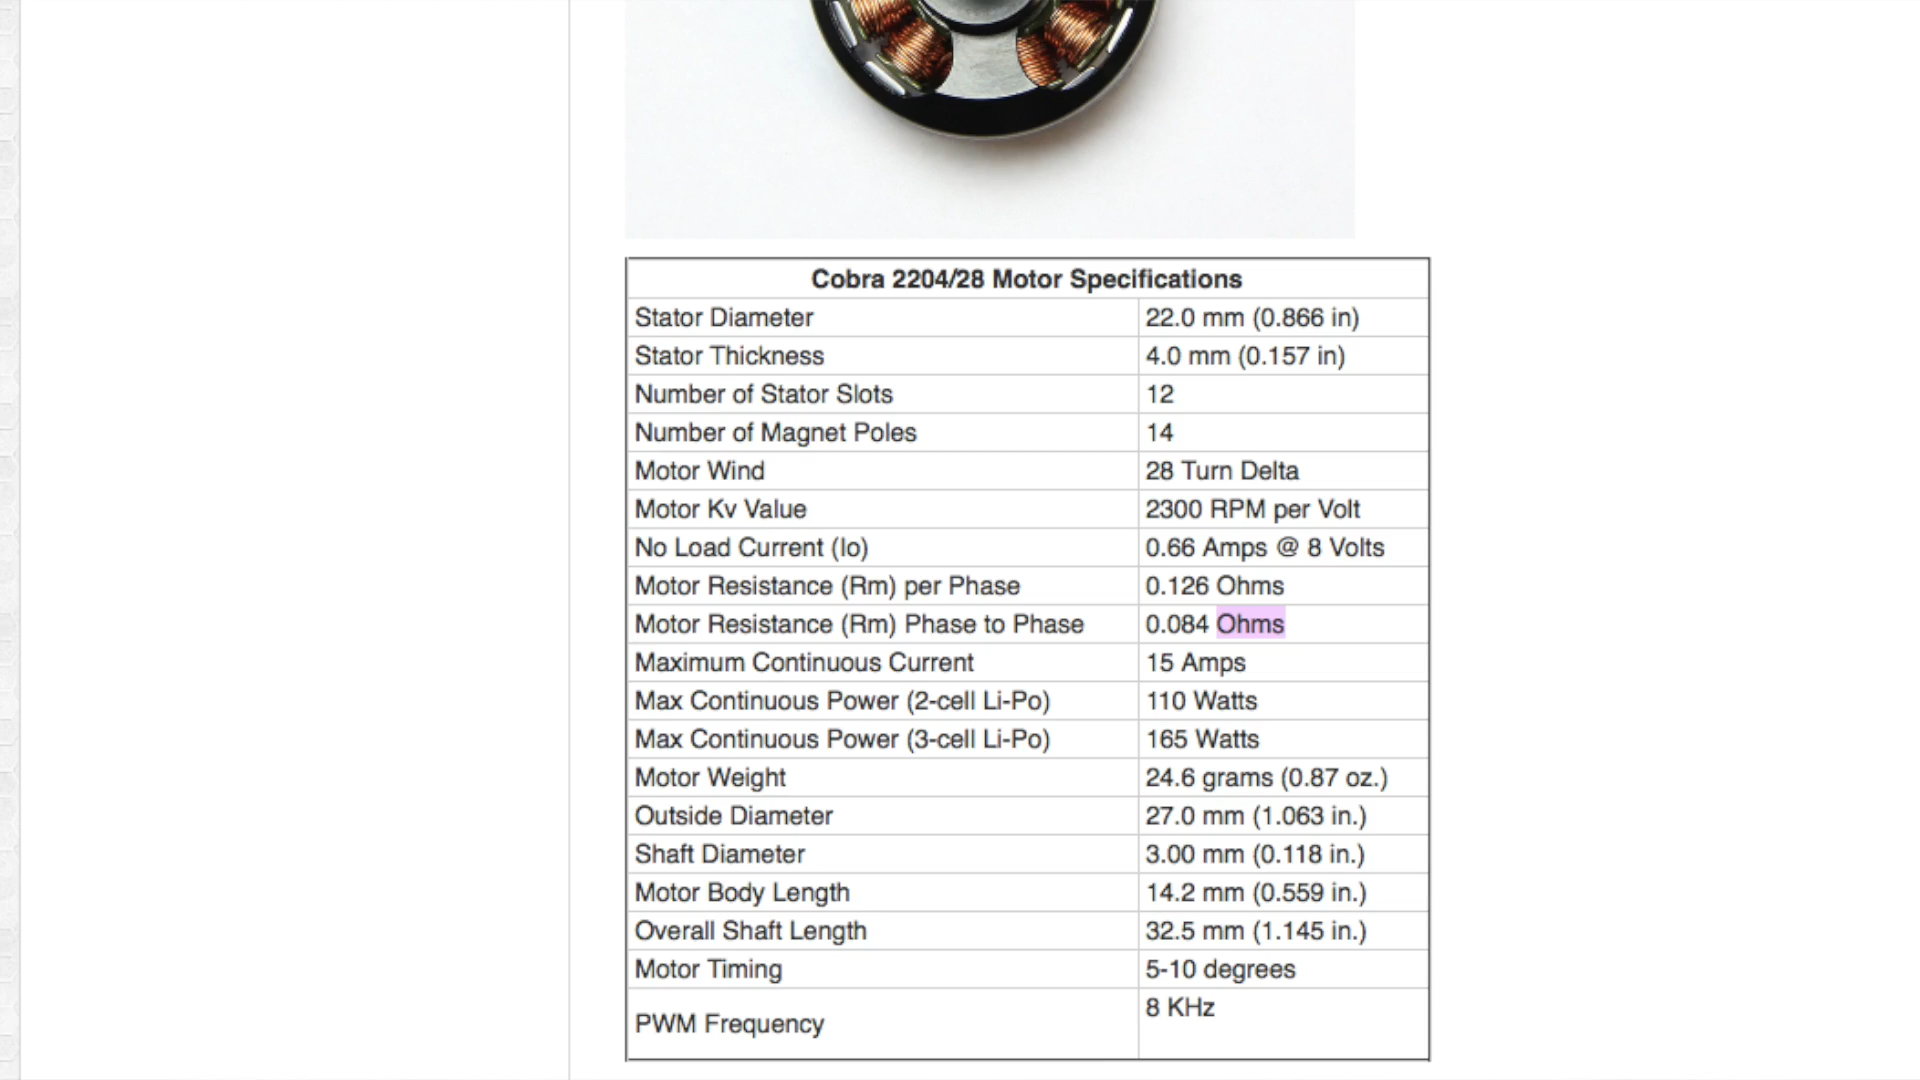 Cobra 2204/28 Motor Specifications
Stator Diameter 22.0 mm (0.866 in)
Stator Thickness 4.0 mm (0.157 in)
Number of Stator Slots 12
Number of Magnet Poles 14
Motor Wind 28 Turn Delta
Motor Kv Value 2300 RPM per Volt
No Load Current (Io) 0.66 Amps @ 8 Volts
Motor Resistance (Rm) per Phase 0.126 Ohms
Motor Resistance (Rm) Phase to Phase 0.084 Ohms
Maximum Continuous Current 15 Amps
Max Continuous Power (2-cell Li-Po) 110 Watts
Max Continuous Power (3-cell Li-Po) 165 Watts
Motor Weight 24.6 grams (0.87 oz.)
Outside Diameter 27.0 mm (1.063 in.)
Shaft Diameter 3.00 mm (0.118 in.)
Motor Body Length 14.2 mm (0.559 in.)
Overall Shaft Length 32.5 mm (1.145 in.)
Motor Timing 5-10 degrees
PWM Frequency 8 KHz